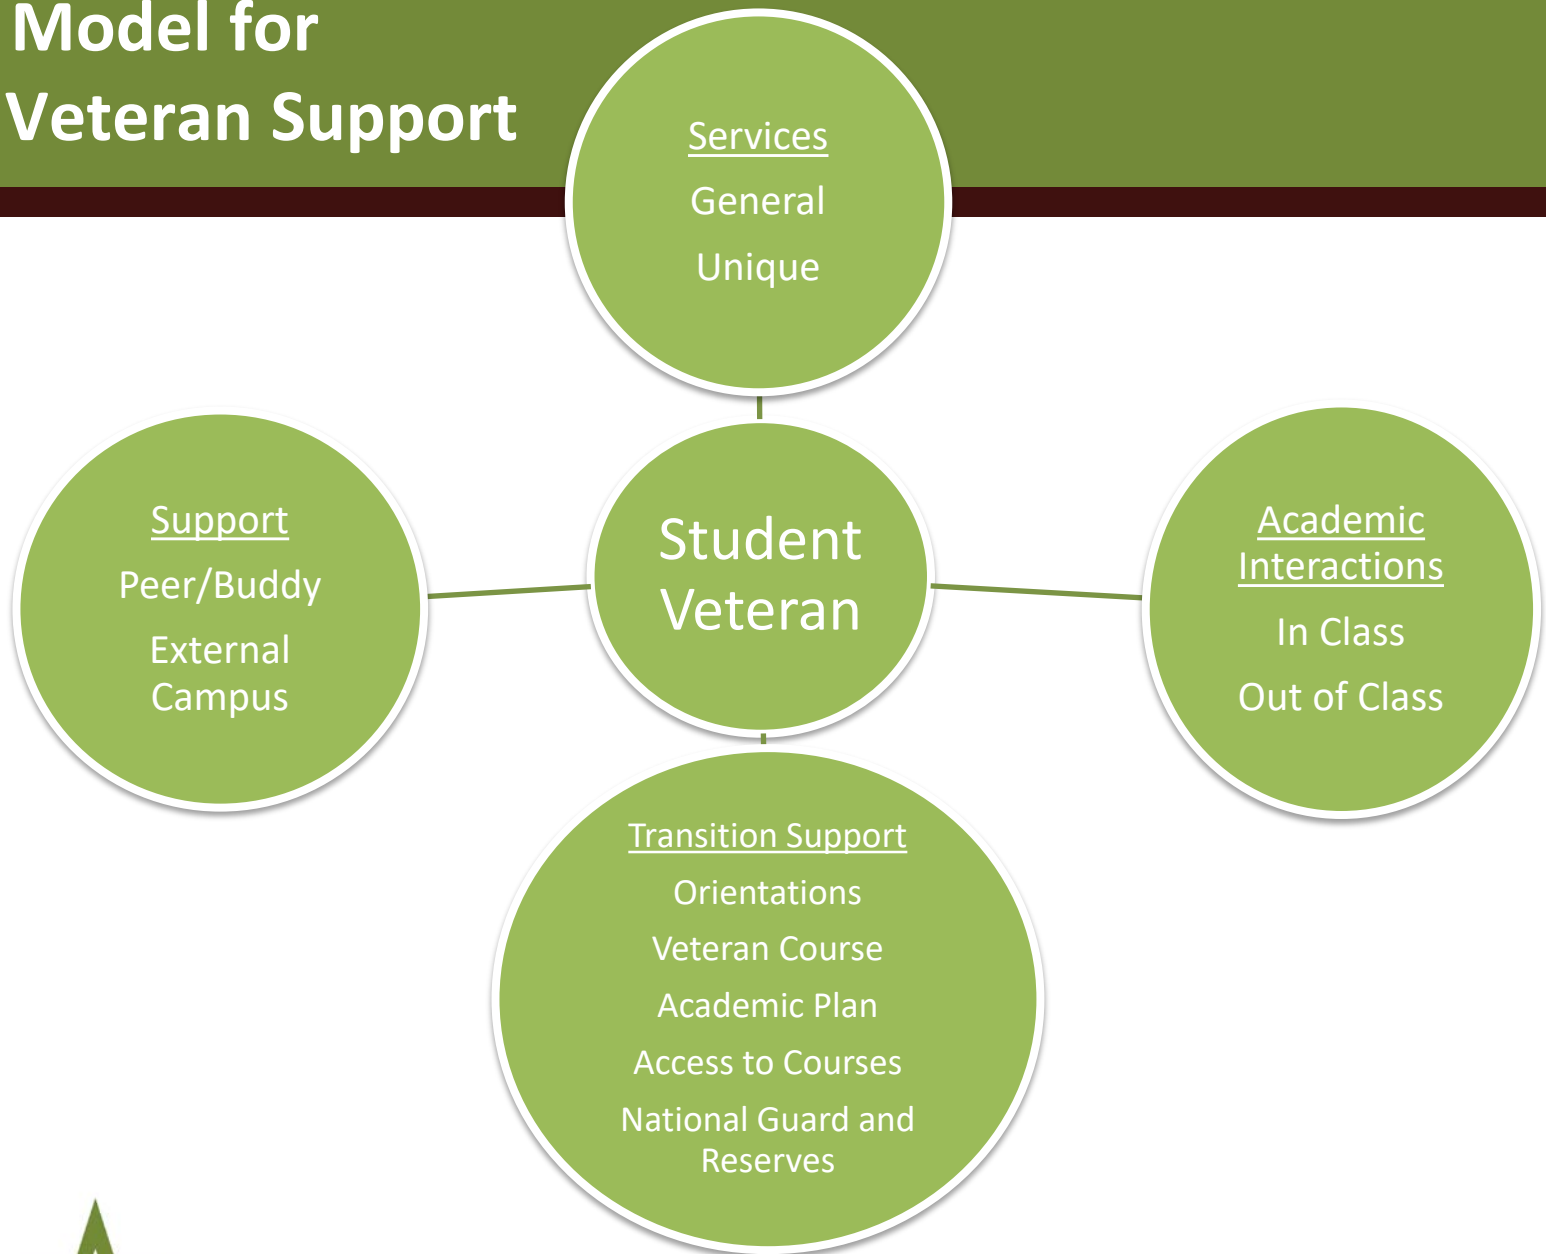 Model for
Veteran Support
Services
General
Unique
Support
Peer/Buddy
External
Campus
Student
Veteran
Academic
Interactions
In Class
Out of Class
Transition Support
Orientations
Veteran Course
Academic Plan
Access to Courses
National Guard and
Reserves